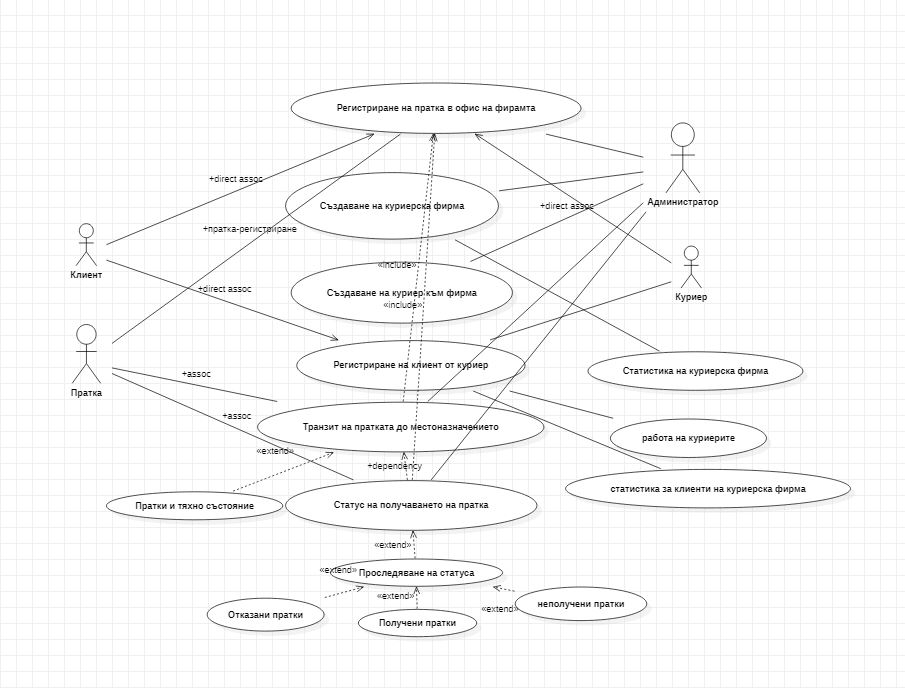 Регистриране на пратка в офис на фирамта
+direct assoc
Създаване на куриерска фирма
+direct assoc
Администратор
+пратка-регистриране
Клиент
«include»
+direct assoc
Създаване на куриер към фирма
Куриер
«include»
Регистриране на клиент от куриер
Статистика на куриерска фирма
+assoc
Пратка
+assoc
Транзит на пратката до местоназначението
работа на куриерите
«extend»
+dependency
статистика за клиенти на куриерска фирма
Пратки и тяхно състояние
Статус на получаването на пратка
«extend»
«extend»
Проследяване на статуса
«extend»
«extend»
неполучени пратки
Отказани пратки
Получени пратки